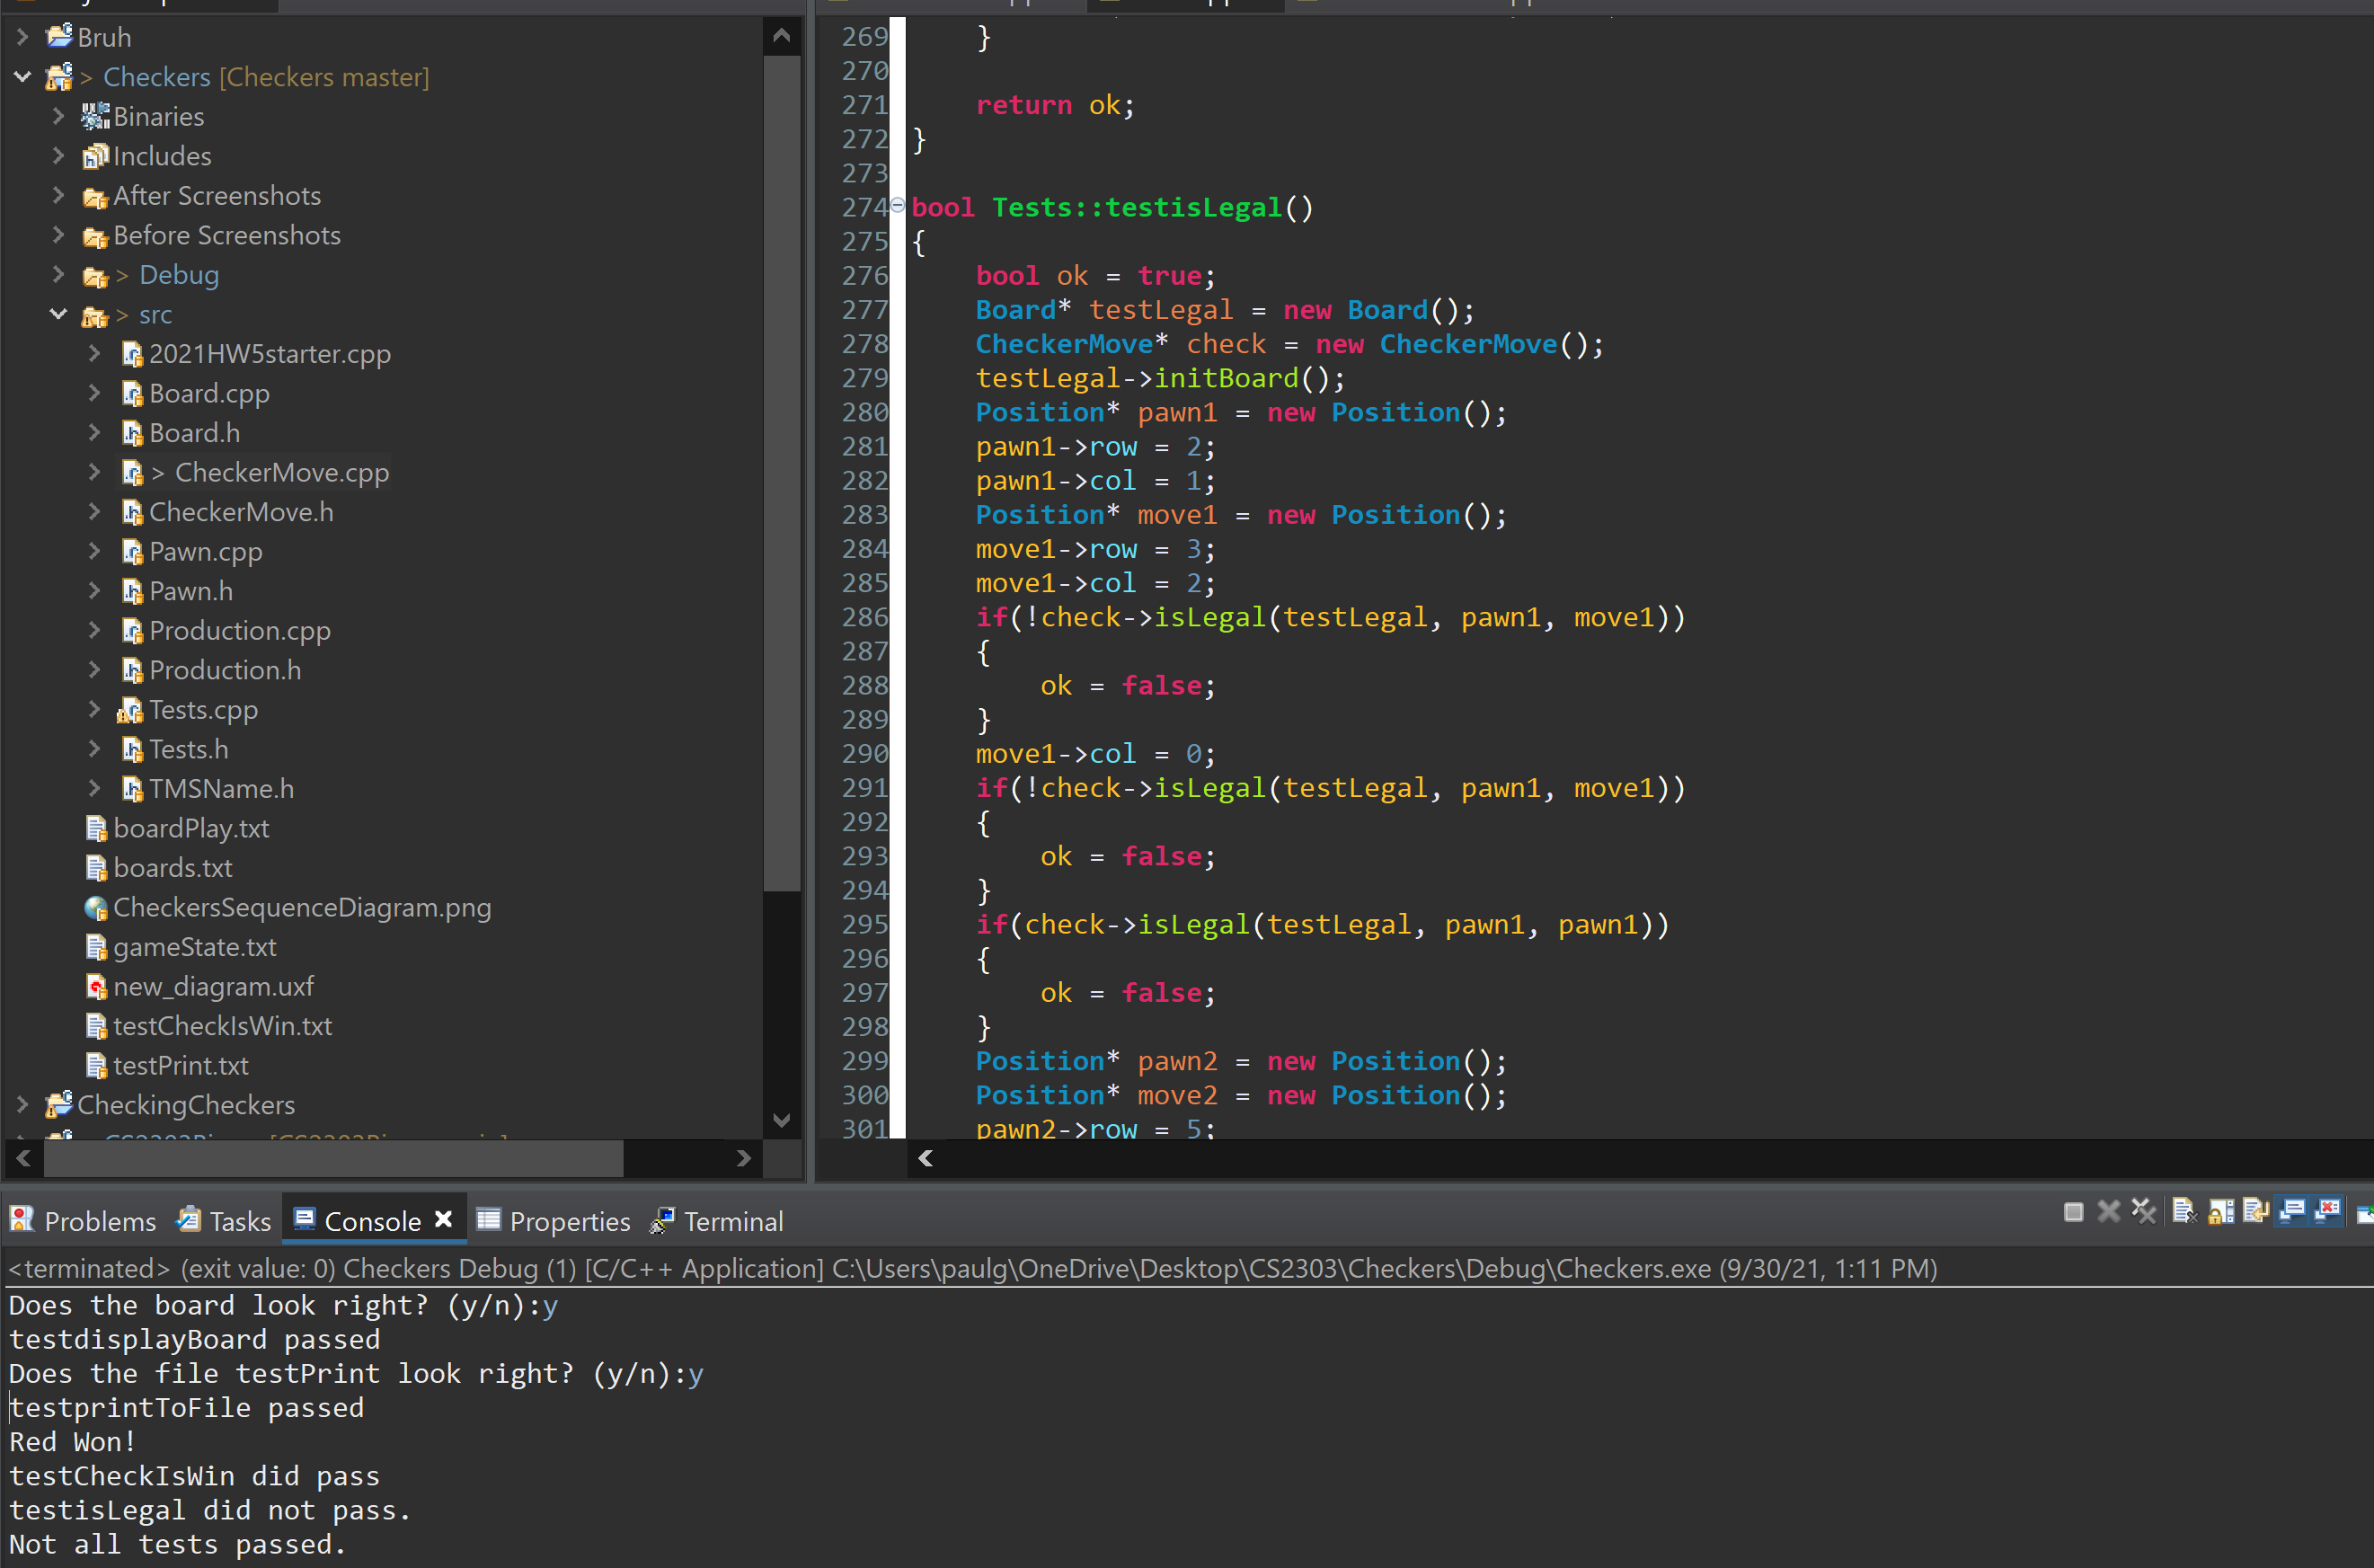 Bruh
> Checkers [Checkers master]
Binaries
Includes
After Screenshots
Before Screenshots
> Debug
> src
2021HW5starter.cpp
Board.cpp
Board.h
> CheckerMove.cpp
CheckerMove.h
Pawn.cpp
Pawn.h
Production.cpp
Production.h
Tests.cpp
Tests.h
TMSName.h
boardPlay.txt
boards.txt
CheckersSequenceDiagram.png
gameState.txt
new_diagram.uxf
testCheckIsWin.txt
testPrint.txt
CheckingCheckers
269 }
270
271 return ok;
272 }
273
274 bool Tests::testisLegal()
275 {
276 bool ok = true;
277 Board* testLegal = new Board();
278 CheckerMove* check = new CheckerMove();
279 testLegal->initBoard();
280 Position* pawn1 = new Position();
281 pawn1->row = 2;
282 pawn1->col = 1;
283 Position* move1 = new Position();
284 move1->row = 3;
285 move1->col = 2;
286 if(!check->isLegal(testLegal, pawn1, move1))
287 {
288 ok = false;
289 }
290 move1->col = 0;
291 if(!check->isLegal(testLegal, pawn1, move1))
292 {
293 ok = false;
294 }
295 if(check->isLegal(testLegal, pawn1, pawn1))
296 {
297 ok = false;
298 }
299 Position* pawn2 = new Position();
300 Position* move2 = new Position();
301 pawn2->row = 5;
Problems Tasks Console Properties Terminal
<terminated> (exit value: 0) Checkers Debug (1) [C/C++ Application] C:\Users\paulg\OneDrive\Desktop\CS2303\Checkers\Debug\Checkers.exe (9/30/21, 1:11 PM)
Does the board look right? (y/n):y
testdisplayBoard passed
Does the file testPrint look right? (y/n):y
testprintToFile passed
Red Won!
testCheckIsWin did pass
testisLegal did not pass.
Not all tests passed.